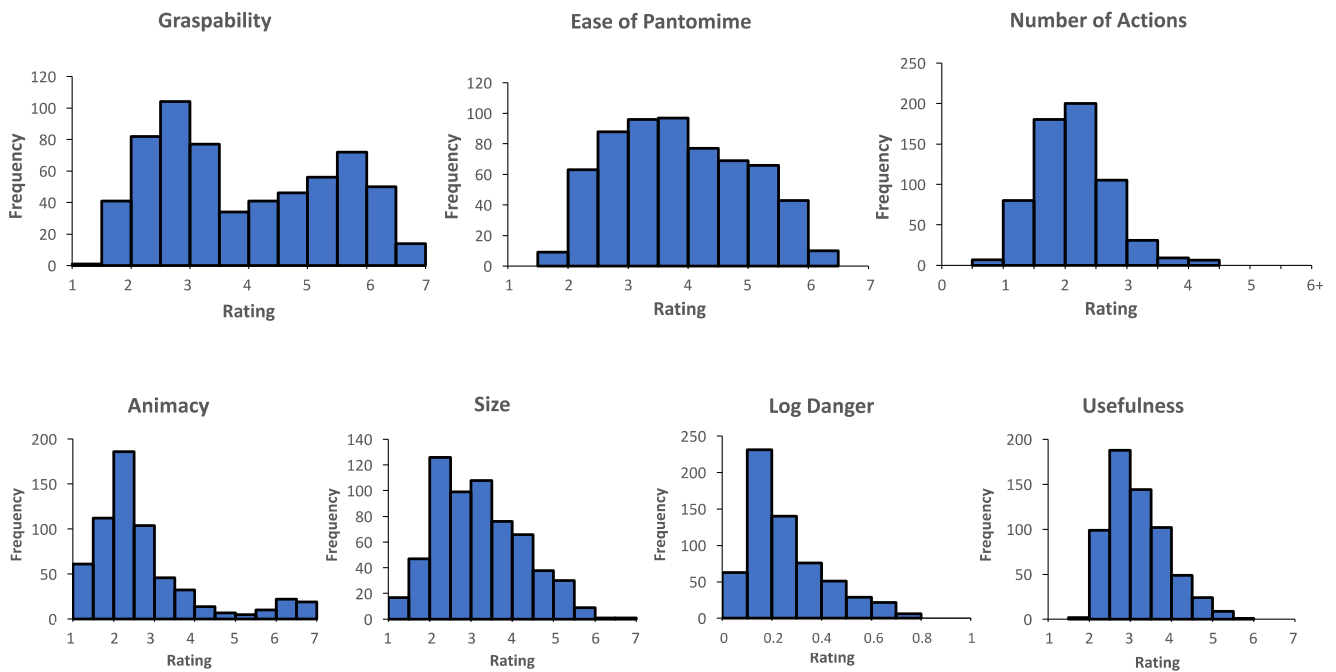 Graspability
Ease of Pantomime
Number of Actions
Frequency
120
100
80
60
40
20
0
1 2 3 4 5 6 7
Rating
Frequency
120
100
80
60
40
20
0
1 2 3 4 5 6 7
Rating
Frequency
250
200
150
100
50
0
0 1 2 3 4 5 6+
Rating
Animacy
Size
Log Danger
Usefulness
Frequency
200
150
100
50
0
1 2 3 4 5 6 7
Rating
Frequency
140
120
100
80
60
40
20
0
1 2 3 4 5 6 7
Rating
Frequency
250
200
150
100
50
0
0 0.2 0.4 0.6 0.8 1
Rating
Frequency
200
150
100
50
0
1 2 3 4 5 6 7
Rating